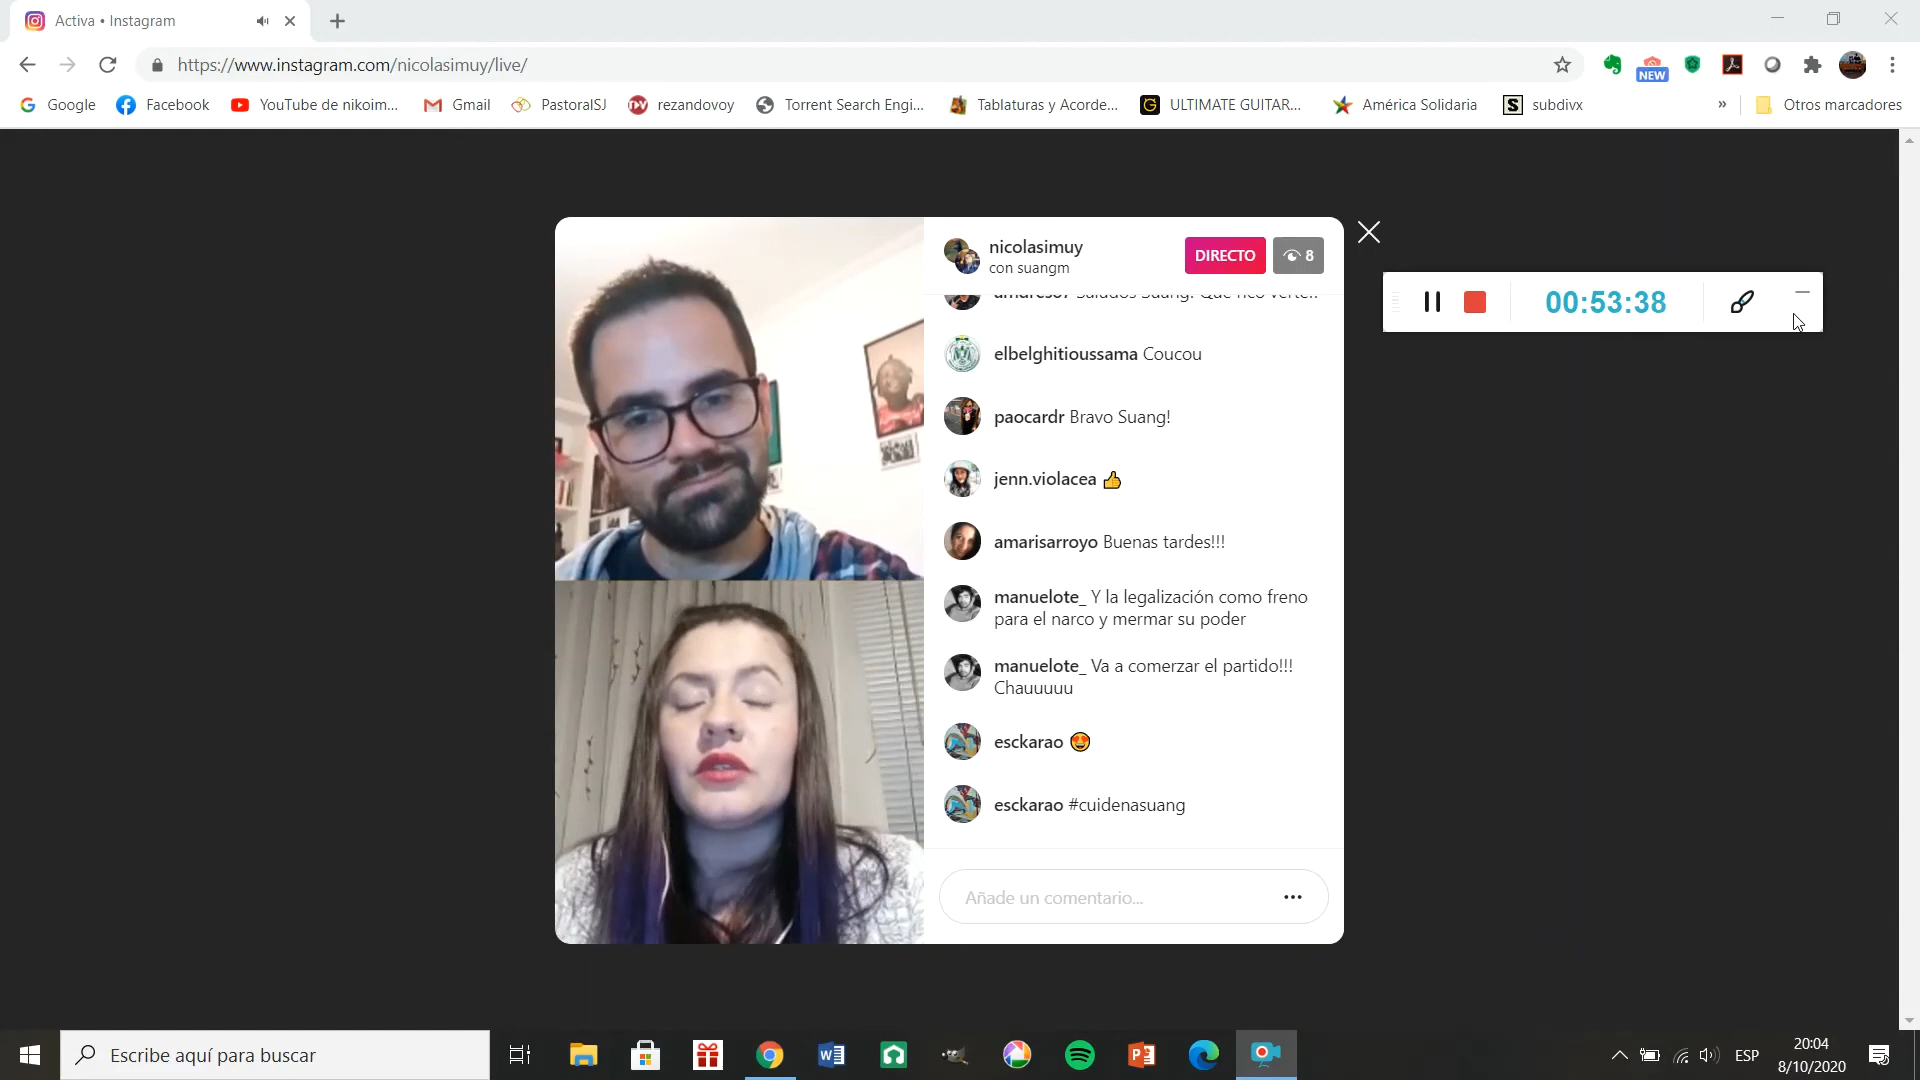 Activa • Instagram
https://www.instagram.com/nicolasimuy/live/
NEW
Google
Facebook
YouTube de nikoim...
Gmail
PastoralSJ
rezandovoy
Torrent Search Engi...
Tablaturas y Acorde...
ULTIMATE GUITAR...
América Solidaria
subdivx
»
Otros marcadores
nicolasimuy
con suangm
DIRECTO
8
00:53:38
elbelghitioussama Coucou
paocardr Bravo Suang!
jenn.violacea 👍
amarisarroyo Buenas tardes!!!
manuelote_ Y la legalización como freno
para el narco y mermar su poder
manuelote_ Va a comerzar el partido!!!
Chauuuuu
esckarao 😍
esckarao #cuidenasuang
Añade un comentario...
Escribe aquí para buscar
ESP
20:04
8/10/2020